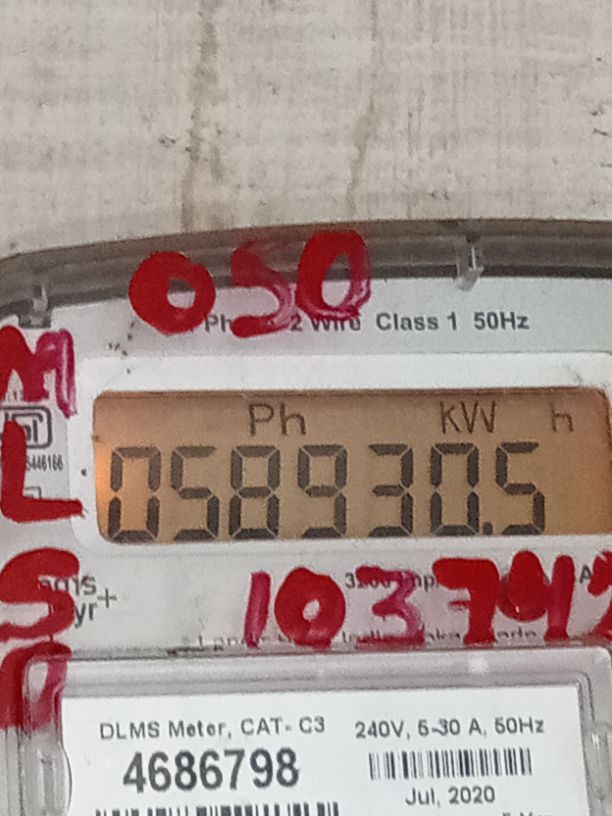 050
2 Wire Class 1 50Hz
M
L
S
Ph KW h
058930.5
103747
DLMS Meter, CAT- C3
4686798
240V, 5-30 A, 50Hz
Jul, 2020